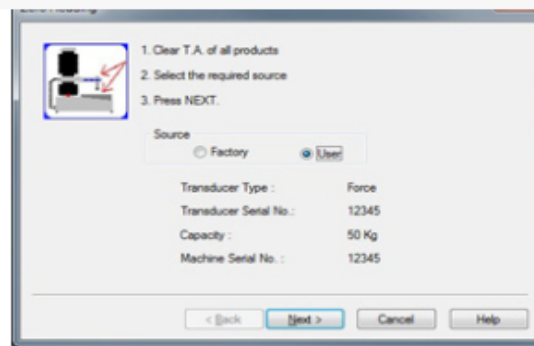 1. Clear T.A. of all products
2. Select the required source
3. Press NEXT.
Source
Factory User
Transducer Type : Force
Transducer Serial No.: 12345
Capacity : 50 Kg
Machine Serial No. : 12345
< Back Next > Cancel Help